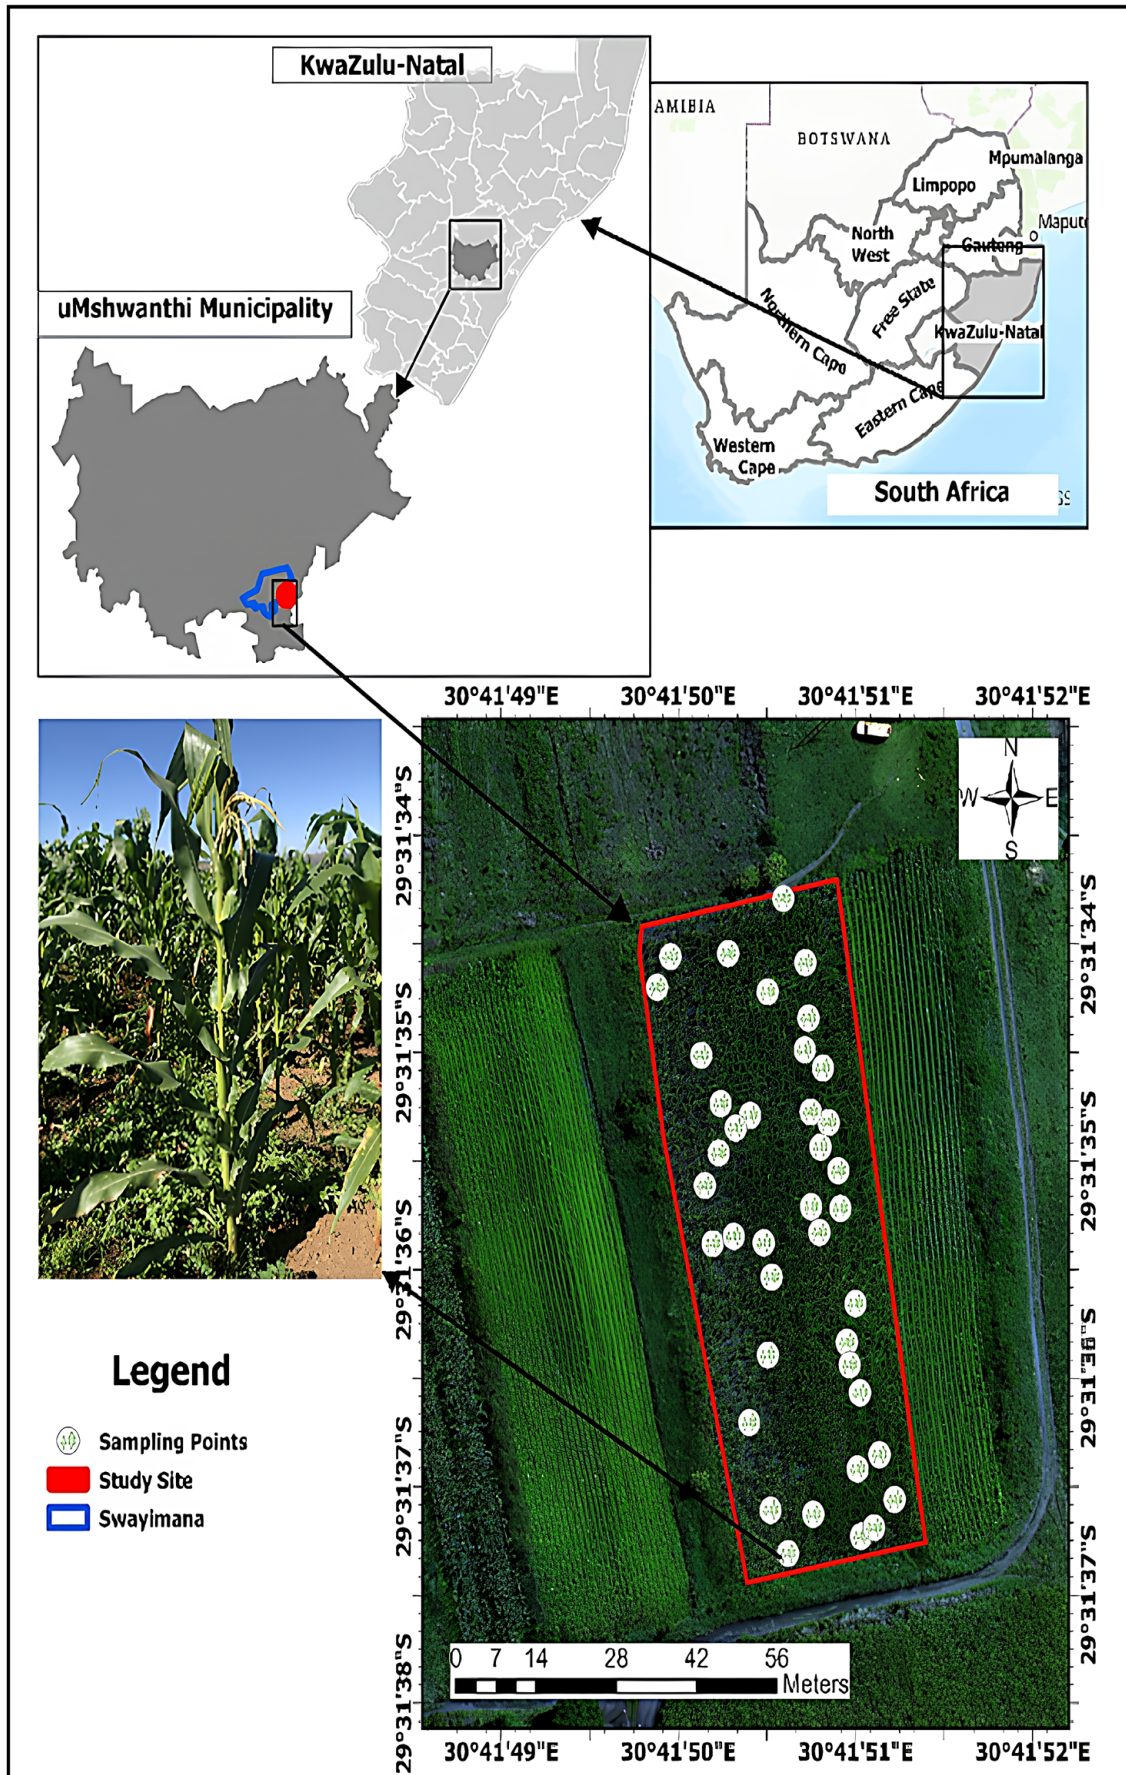 KwaZulu-Natal
uMshwanthi Municipality
AMIBIA
BOTSWANA
Mpumalanga
Limpopo
Maput
North
West
Gauteng
Free State
Northern Cape
KwaZulu-Natal
Eastern Cape
Western
Cape
South Africa
30°41'49"E 30°41'50"E 30°41'51"E 30°41'52"E
N
W E
S
29°31'34"S
29°31'35"S
29°31'36"S
29°31'37"S
29°31'38"S
29°31'34"S
29°31'35"S
29°31'36"S
29°31'37"S
Legend
Sampling Points
Study Site
Swayimana
0 7 14 28 42 56
Meters
30°41'49"E 30°41'50"E 30°41'51"E 30°41'52"E